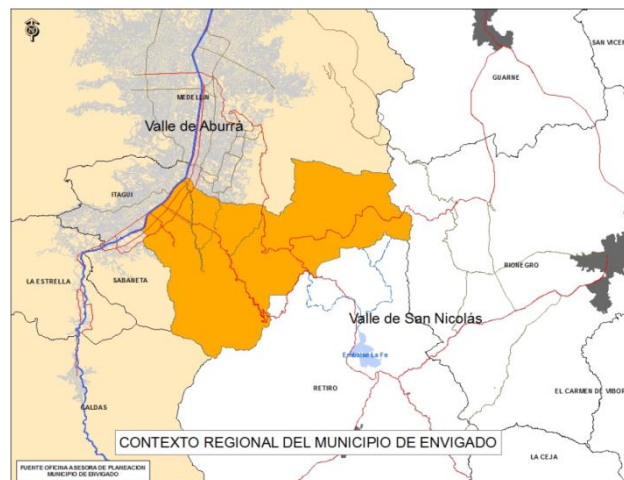 N
SAN VICEN
GUARNE
MEDELLIN
Valle de Aburrá
ITAGUI
LA ESTRELLA
SABANETA
RIONEGRO
Valle de San Nicolás
Embalse La Fe
RETIRO
EL CARMEN DE VIBOR
CALDAS
CONTEXTO REGIONAL DEL MUNICIPIO DE ENVIGADO
LA CEJA
FUENTE OFICINA ASESORA DE PLANEACION
MUNICIPIO DE ENVIGADO